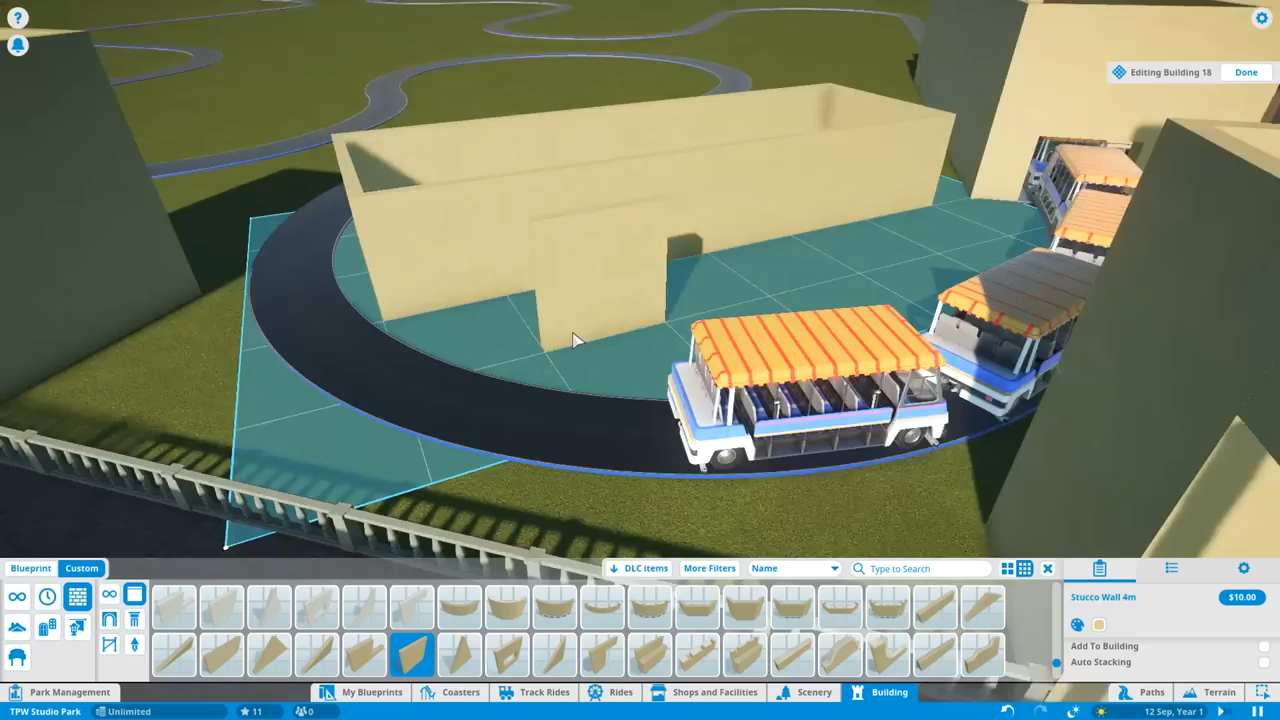 Editing Building 18
Done
Blueprint
Custom
DLC items
More Filters
Name
Type to Search
Stucco Wall 4m
$10.00
Add To Building
Auto Stacking
Park Management
My Blueprints
Coasters
Track Rides
Rides
Shops and Facilities
Scenery
Building
Paths
Terrain
TPW Studio Park
Unlimited
11
0
12 Sep, Year 1